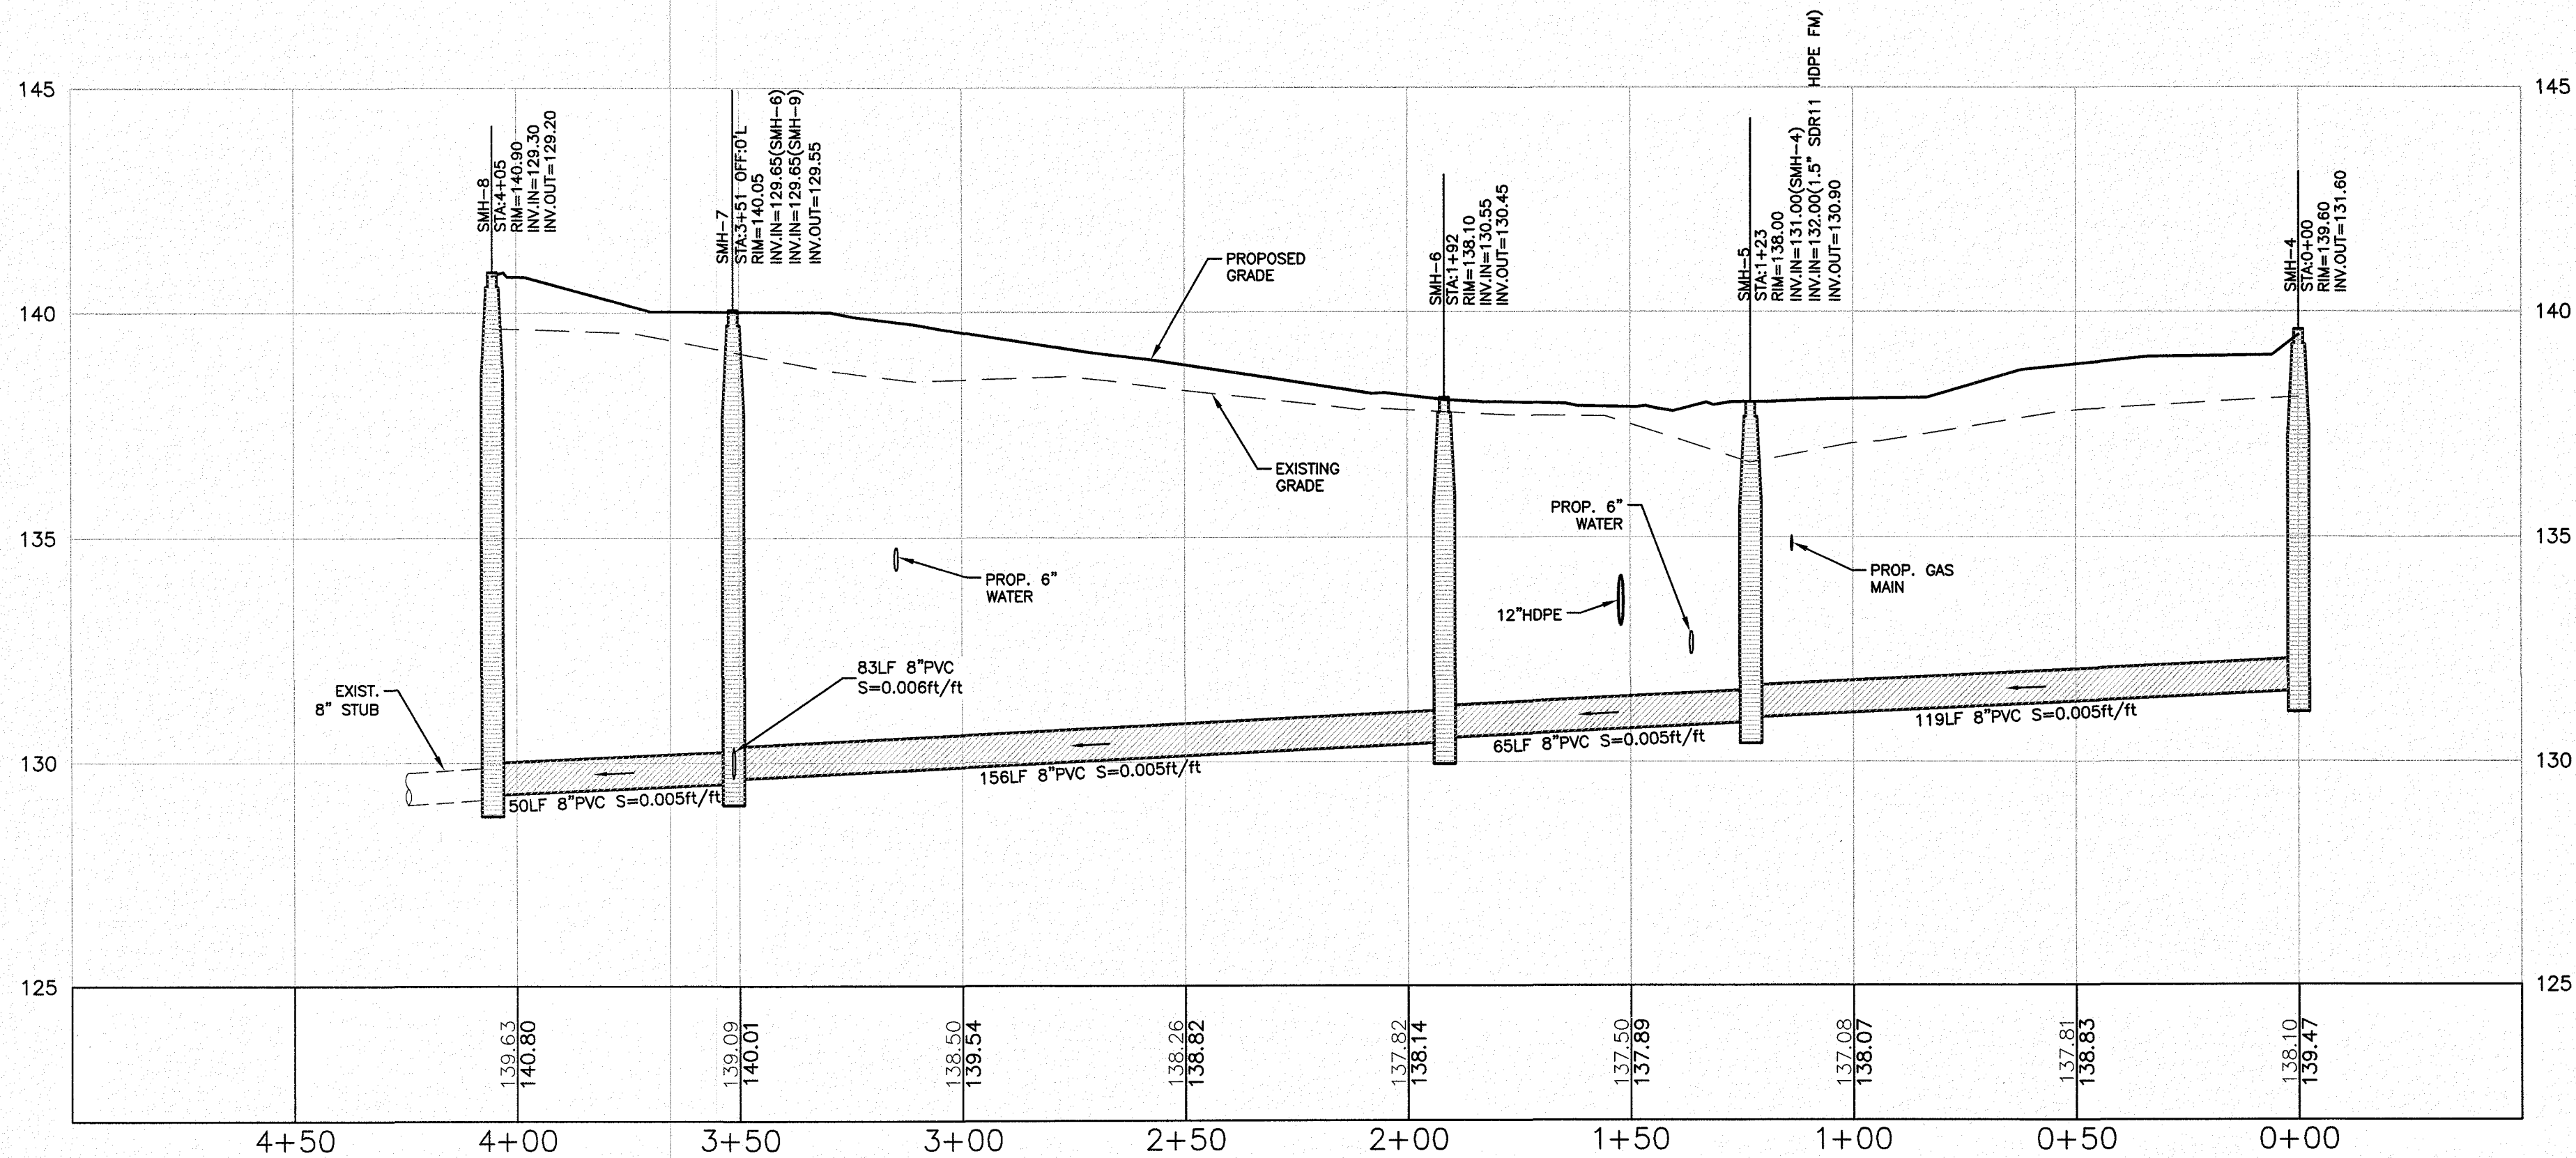 145
140
135
130
125
145
140
135
130
125
SMH-8
STA:4+05
RIM=140.90
INV.IN=129.30
INV.OUT=129.20
SMH-7
STA:3+51 OFF:0'L
RIM=140.05
INV.IN=129.65(SMH-6)
INV.IN=129.65(SMH-9)
INV.OUT=129.55
PROPOSED
GRADE
EXISTING
GRADE
SMH-6
STA:1+92
RIM=138.10
INV.IN=130.55
INV.OUT=130.45
SMH-5
STA:1+23
RIM=138.00
INV.IN=131.00(SMH-4)
INV.IN=132.00(1.5" SDR11 HDPE FM)
INV.OUT=130.90
SMH-4
STA:0+00
RIM=139.60
INV.OUT=131.60
PROP. 6"
WATER
PROP. 6"
WATER
12"HDPE
PROP. GAS
MAIN
EXIST.
8" STUB
83LF 8"PVC
S=0.006ft/ft
50LF 8"PVC S=0.005ft/ft
156LF 8"PVC S=0.005ft/ft
65LF 8"PVC S=0.005ft/ft
119LF 8"PVC S=0.005ft/ft
139.63
140.80
139.09
140.01
138.50
139.54
138.26
138.82
137.82
138.14
137.50
137.89
137.08
138.07
137.81
138.83
138.10
139.47
4+50 4+00 3+50 3+00 2+50 2+00 1+50 1+00 0+50 0+00